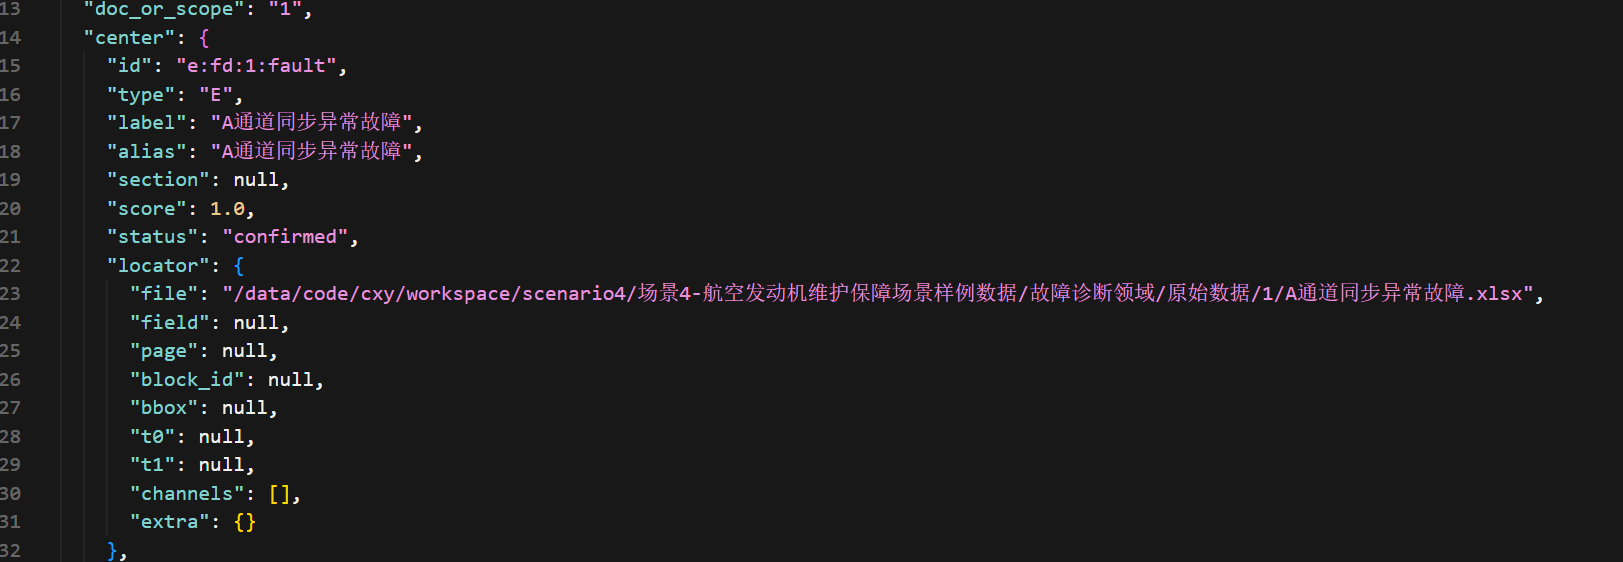 13 "doc_or_scope": "1",
14 "center": {
15 "id": "e:fd:1:fault",
16 "type": "E",
17 "label": "A通道同步异常故障",
18 "alias": "A通道同步异常故障",
19 "section": null,
20 "score": 1.0,
21 "status": "confirmed",
22 "locator": {
23 "file": "/data/code/cxy/workspace/scenario4/场景4-航空发动机维护保障场景样例数据/故障诊断领域/原始数据/1/A通道同步异常故障.xlsx",
24 "field": null,
25 "page": null,
26 "block_id": null,
27 "bbox": null,
28 "t0": null,
29 "t1": null,
30 "channels": [],
31 "extra": {}
32 },